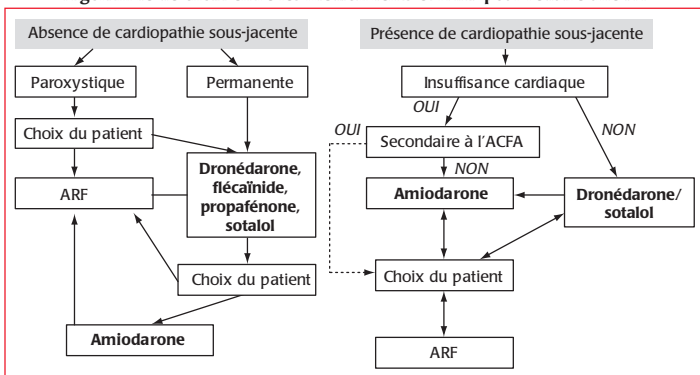 Absence de cardiopathie sous-jacente
Paroxystique
Permanente
Choix du patient
ARF
Dronédarone,
flécaïnide,
propafénone,
sotalol
Choix du patient
Amiodarone
Présence de cardiopathie sous-jacente
Insuffisance cardiaque
OUI
NON
OUI
Secondaire à l'ACFA
NON
Amiodarone
Dronédarone/
sotalol
Choix du patient
ARF